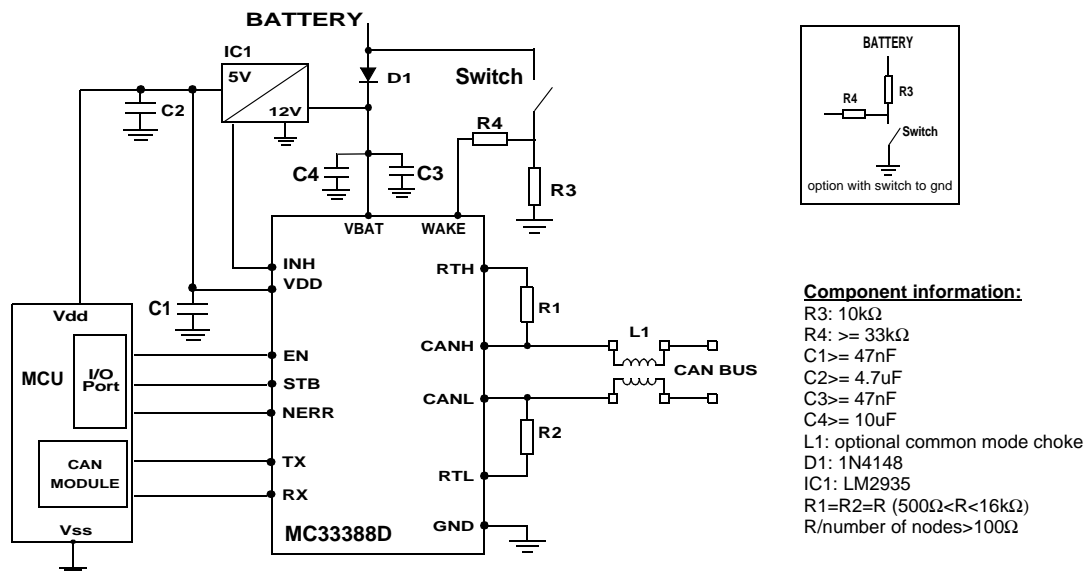 BATTERY
IC1
5V
12V
D1
Switch
C2
R4
C4
C3
R3
VBAT
WAKE
INH
VDD
RTH
C1
R1
Vdd
L1
MCU
I/O
Port
EN
CANH
CAN BUS
STB
CANL
NERR
R2
CAN
MODULE
TX
RTL
RX
Vss
GND
MC33388D
BATTERY
R4
R3
Switch
option with switch to gnd
Component information:
R3: 10kΩ
R4: >= 33kΩ
C1>= 47nF
C2>= 4.7uF
C3>= 47nF
C4>= 10uF
L1: optional common mode choke
D1: 1N4148
IC1: LM2935
R1=R2=R (500Ω<R<16kΩ)
R/number of nodes>100Ω